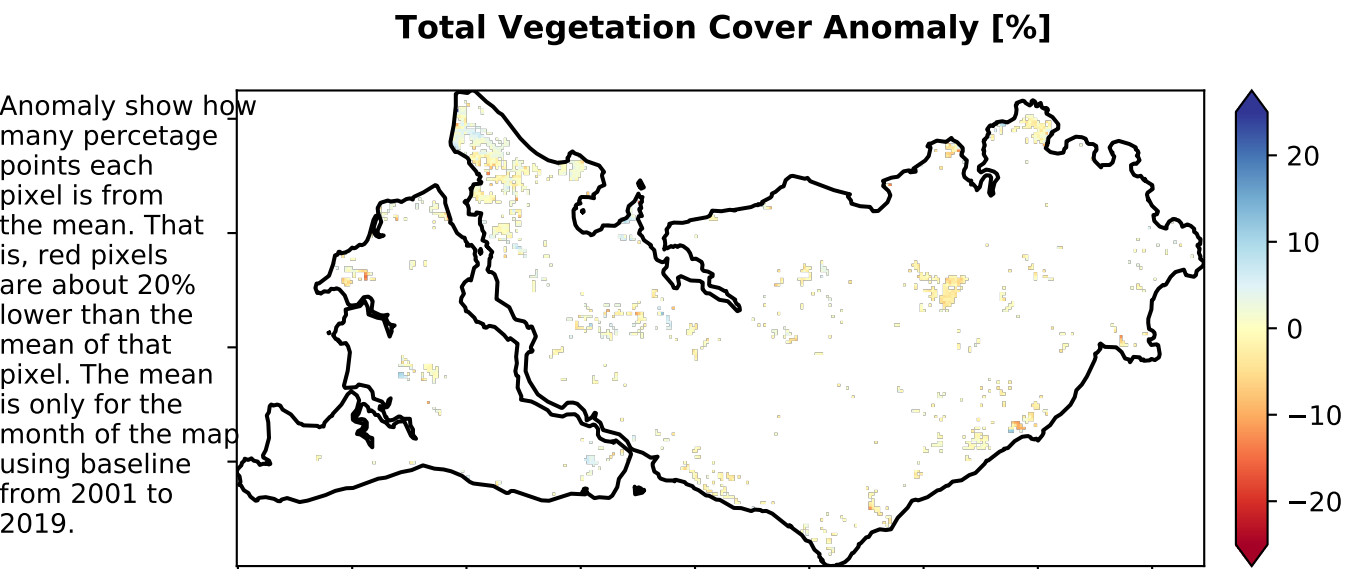 Total Vegetation Cover Anomaly [%]
Anomaly show how
many percetage
points each
pixel is from
the mean. That
is, red pixels
are about 20%
lower than the
mean of that
pixel. The mean
is only for the
month of the map
using baseline
from 2001 to
2019.
20
10
0
−10
−20